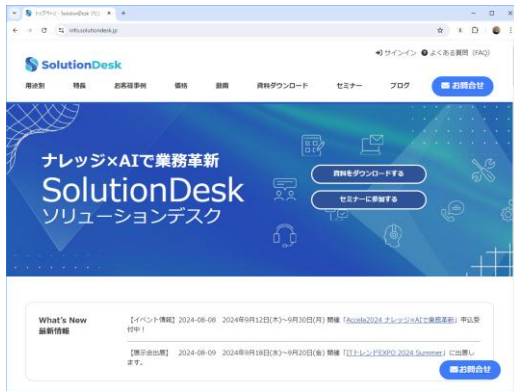 トップページ - SolutionDesk
info.solutiondesk.jp
SolutionDesk
サインイン よくある質問 (FAQ)
用途別 特長 お客様事例 価格 動画 資料ダウンロード セミナー ブログ お問合せ
ナレッジ×AIで業務革新
SolutionDesk
ソリューションデスク
資料をダウンロードする
セミナーに参加する
What's New
最新情報
【イベント情報】2024-08-08 2024年9月12日(木)~9月30日(月) 開催「Accela2024 ナレッジ×AIで業務革新」申込受
付中!
【展示会出展】 2024-08-09 2024年9月18日(水)~9月20日(金) 開催「ITトレンドEXPO 2024 Summer」に出展し
ます。
お問合せ